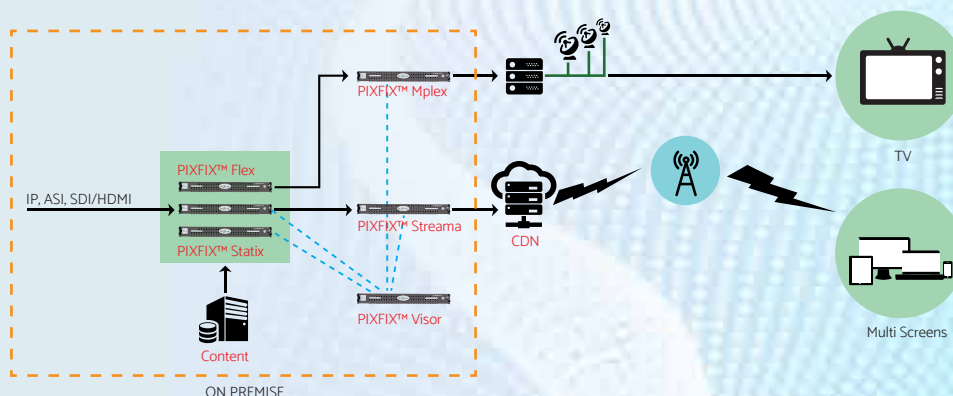 PIXFIX™ Mplex
TV
PIXFIX™ Flex
IP, ASI, SDI/HDMI
PIXFIX™ Streama
CDN
PIXFIX™ Statix
PIXFIX™ Visor
Multi Screens
Content
ON PREMISE